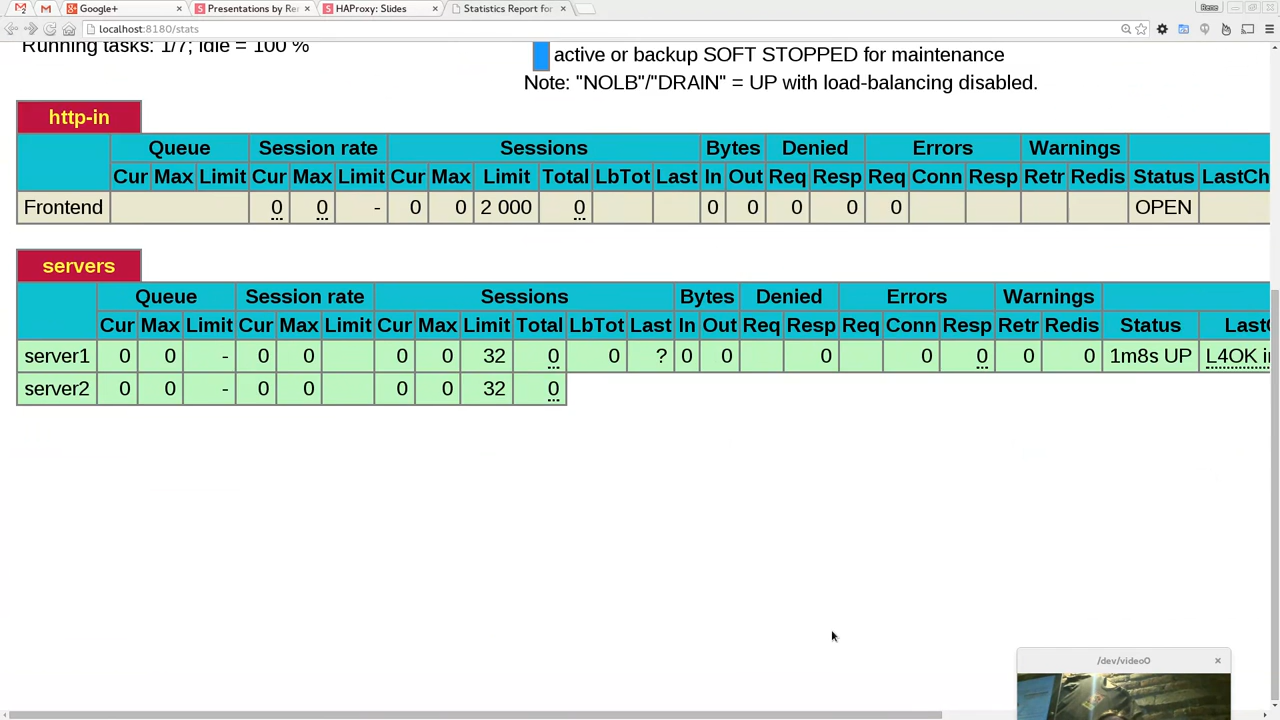 Google+ Presentations by Re HAProxy: Slides Statistics Report for Rene
localhost:8180/stats
Running tasks: 1/7; idle = 100 %
active or backup SOFT STOPPED for maintenance
Note: "NOLB"/"DRAIN" = UP with load-balancing disabled.
http-in
Queue Session rate Sessions Bytes Denied Errors Warnings
Cur Max Limit Cur Max Limit Cur Max Limit Total LbTot Last In Out Req Resp Req Conn Resp Retr Redis Status LastCh
Frontend 0 0 - 0 0 2 000 0 0 0 0 0 0 OPEN
servers
Queue Session rate Sessions Bytes Denied Errors Warnings
Cur Max Limit Cur Max Limit Cur Max Limit Total LbTot Last In Out Req Resp Req Conn Resp Retr Redis Status LastC
server1 0 0 - 0 0 0 0 32 0 0 ? 0 0 0 0 0 0 0 1m8s UP L4OK in
server2 0 0 - 0 0 0 0 32 0
/dev/video0